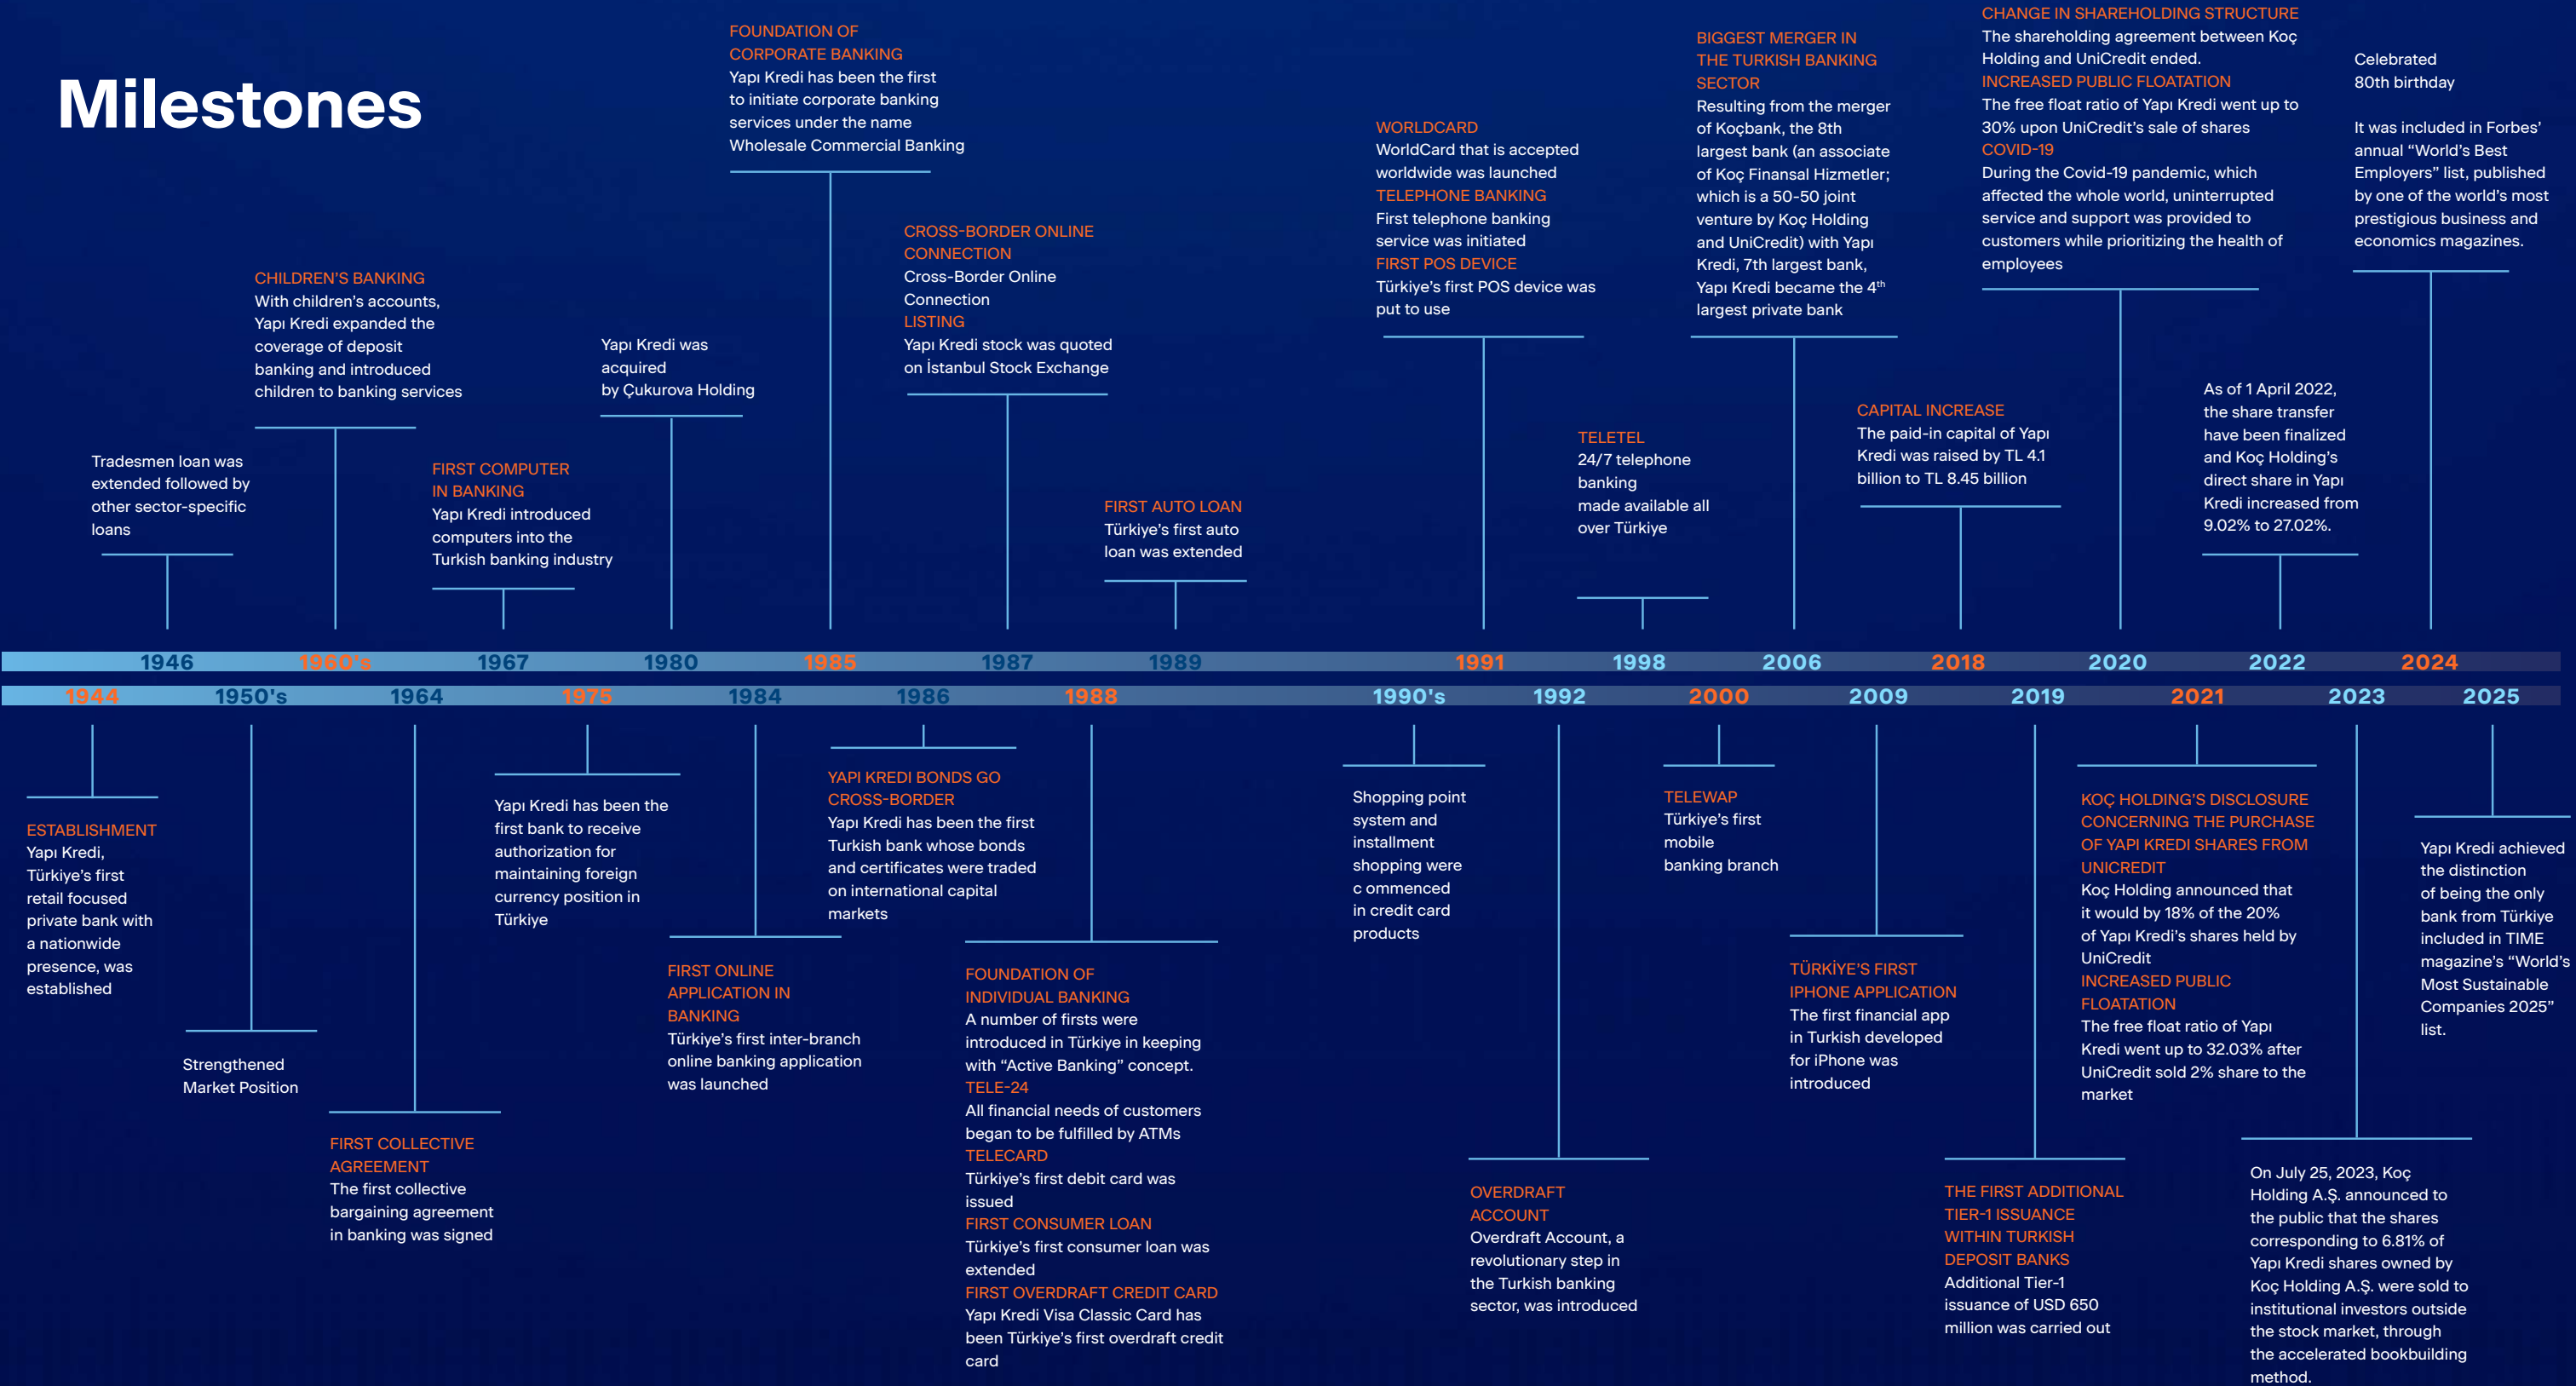 Milestones
Tradesmen loan was
extended followed by
other sector-specific
loans
CHILDREN’S BANKING
With children’s accounts,
Yapı Kredi expanded the
coverage of deposit
banking and introduced
children to banking services
FIRST COMPUTER
IN BANKING
Yapı Kredi introduced
computers into the
Turkish banking industry
Yapı Kredi was
acquired
by Çukurova Holding
FOUNDATION OF
CORPORATE BANKING
Yapı Kredi has been the first
to initiate corporate banking
services under the name
Wholesale Commercial Banking
CROSS-BORDER ONLINE
CONNECTION
Cross-Border Online
Connection
LISTING
Yapı Kredi stock was quoted
on İstanbul Stock Exchange
FIRST AUTO LOAN
Türkiye’s first auto
loan was extended
WORLDCARD
WorldCard that is accepted
worldwide was launched
TELEPHONE BANKING
First telephone banking
service was initiated
FIRST POS DEVICE
Türkiye’s first POS device was
put to use
TELETEL
24/7 telephone
banking
made available all
over Türkiye
BIGGEST MERGER IN
THE TURKISH BANKING
SECTOR
Resulting from the merger
of Koçbank, the 8th
largest bank (an associate
of Koç Finansal Hizmetler;
which is a 50-50 joint
venture by Koç Holding
and UniCredit) with Yapı
Kredi, 7th largest bank,
Yapı Kredi became the 4th
largest private bank
CAPITAL INCREASE
The paid-in capital of Yapı
Kredi was raised by TL 4.1
billion to TL 8.45 billion
CHANGE IN SHAREHOLDING STRUCTURE
The shareholding agreement between Koç
Holding and UniCredit ended.
INCREASED PUBLIC FLOATATION
The free float ratio of Yapı Kredi went up to
30% upon UniCredit’s sale of shares
COVID-19
During the Covid-19 pandemic, which
affected the whole world, uninterrupted
service and support was provided to
customers while prioritizing the health of
employees
As of 1 April 2022,
the share transfer
have been finalized
and Koç Holding’s
direct share in Yapı
Kredi increased from
9.02% to 27.02%.
Celebrated
80th birthday
It was included in Forbes’
annual “World’s Best
Employers” list, published
by one of the world’s most
prestigious business and
economics magazines.
1946 1960's 1967 1980 1985 1987 1989 1991 1998 2006 2018 2020 2022 2024
1944 1950's 1964 1975 1984 1986 1988 1990's 1992 2000 2009 2019 2021 2023 2025
ESTABLISHMENT
Yapı Kredi,
Türkiye’s first
retail focused
private bank with
a nationwide
presence, was
established
Strengthened
Market Position
FIRST COLLECTIVE
AGREEMENT
The first collective
bargaining agreement
in banking was signed
Yapı Kredi has been the
first bank to receive
authorization for
maintaining foreign
currency position in
Türkiye
FIRST ONLINE
APPLICATION IN
BANKING
Türkiye’s first inter-branch
online banking application
was launched
YAPI KREDI BONDS GO
CROSS-BORDER
Yapı Kredi has been the first
Turkish bank whose bonds
and certificates were traded
on international capital
markets
FOUNDATION OF
INDIVIDUAL BANKING
A number of firsts were
introduced in Türkiye in keeping
with “Active Banking” concept.
TELE-24
All financial needs of customers
began to be fulfilled by ATMs
TELECARD
Türkiye’s first debit card was
issued
FIRST CONSUMER LOAN
Türkiye’s first consumer loan was
extended
FIRST OVERDRAFT CREDIT CARD
Yapı Kredi Visa Classic Card has
been Türkiye’s first overdraft credit
card
Shopping point
system and
installment
shopping were
c ommenced
in credit card
products
OVERDRAFT
ACCOUNT
Overdraft Account, a
revolutionary step in
the Turkish banking
sector, was introduced
TELEWAP
Türkiye’s first
mobile
banking branch
TÜRKİYE’S FIRST
IPHONE APPLICATION
The first financial app
in Turkish developed
for iPhone was
introduced
THE FIRST ADDITIONAL
TIER-1 ISSUANCE
WITHIN TURKISH
DEPOSIT BANKS
Additional Tier-1
issuance of USD 650
million was carried out
KOÇ HOLDING’S DISCLOSURE
CONCERNING THE PURCHASE
OF YAPI KREDI SHARES FROM
UNICREDIT
Koç Holding announced that
it would by 18% of the 20%
of Yapı Kredi’s shares held by
UniCredit
INCREASED PUBLIC
FLOATATION
The free float ratio of Yapı
Kredi went up to 32.03% after
UniCredit sold 2% share to the
market
On July 25, 2023, Koç
Holding A.Ş. announced to
the public that the shares
corresponding to 6.81% of
Yapı Kredi shares owned by
Koç Holding A.Ş. were sold to
institutional investors outside
the stock market, through
the accelerated bookbuilding
method.
Yapı Kredi achieved
the distinction
of being the only
bank from Türkiye
included in TIME
magazine’s “World’s
Most Sustainable
Companies 2025”
list.